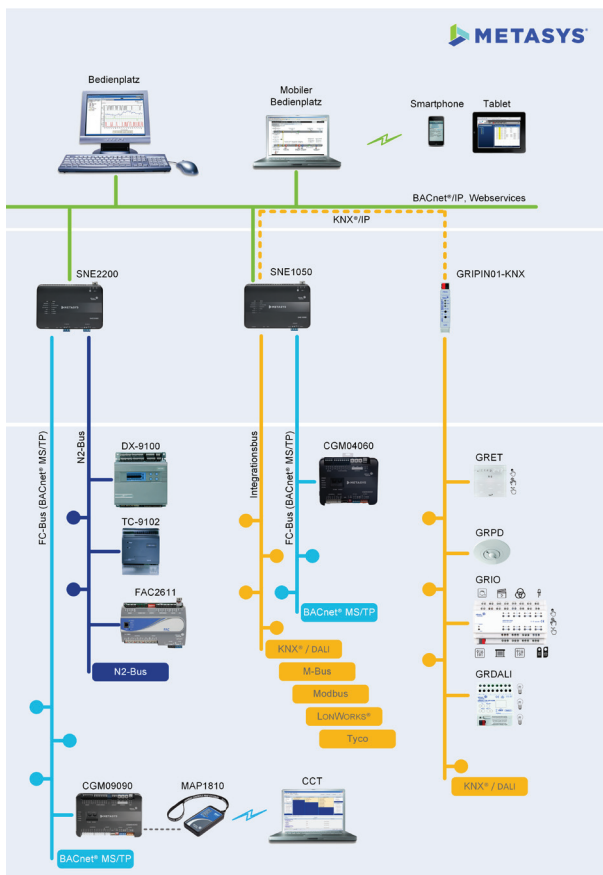 METASYS®
Bedienplatz
Mobiler
Bedienplatz
Smartphone
Tablet
BACnet®/IP, Webservices
KNX®/IP
SNE2200
SNE1050
GRIPIN01-KNX
METASYS
METASYS
FC-Bus (BACnet® MS/TP)
N2-Bus
Integrationsbus
FC-Bus (BACnet® MS/TP)
DX-9100
CGM04060
GRET
TC-9102
GRPD
FAC2611
GRIO
BACnet® MS/TP
KNX® / DALI
N2-Bus
M-Bus
GRDALI
Modbus
LONWORKS®
Tyco
CGM09090
MAP1810
CCT
KNX® / DALI
BACnet® MS/TP